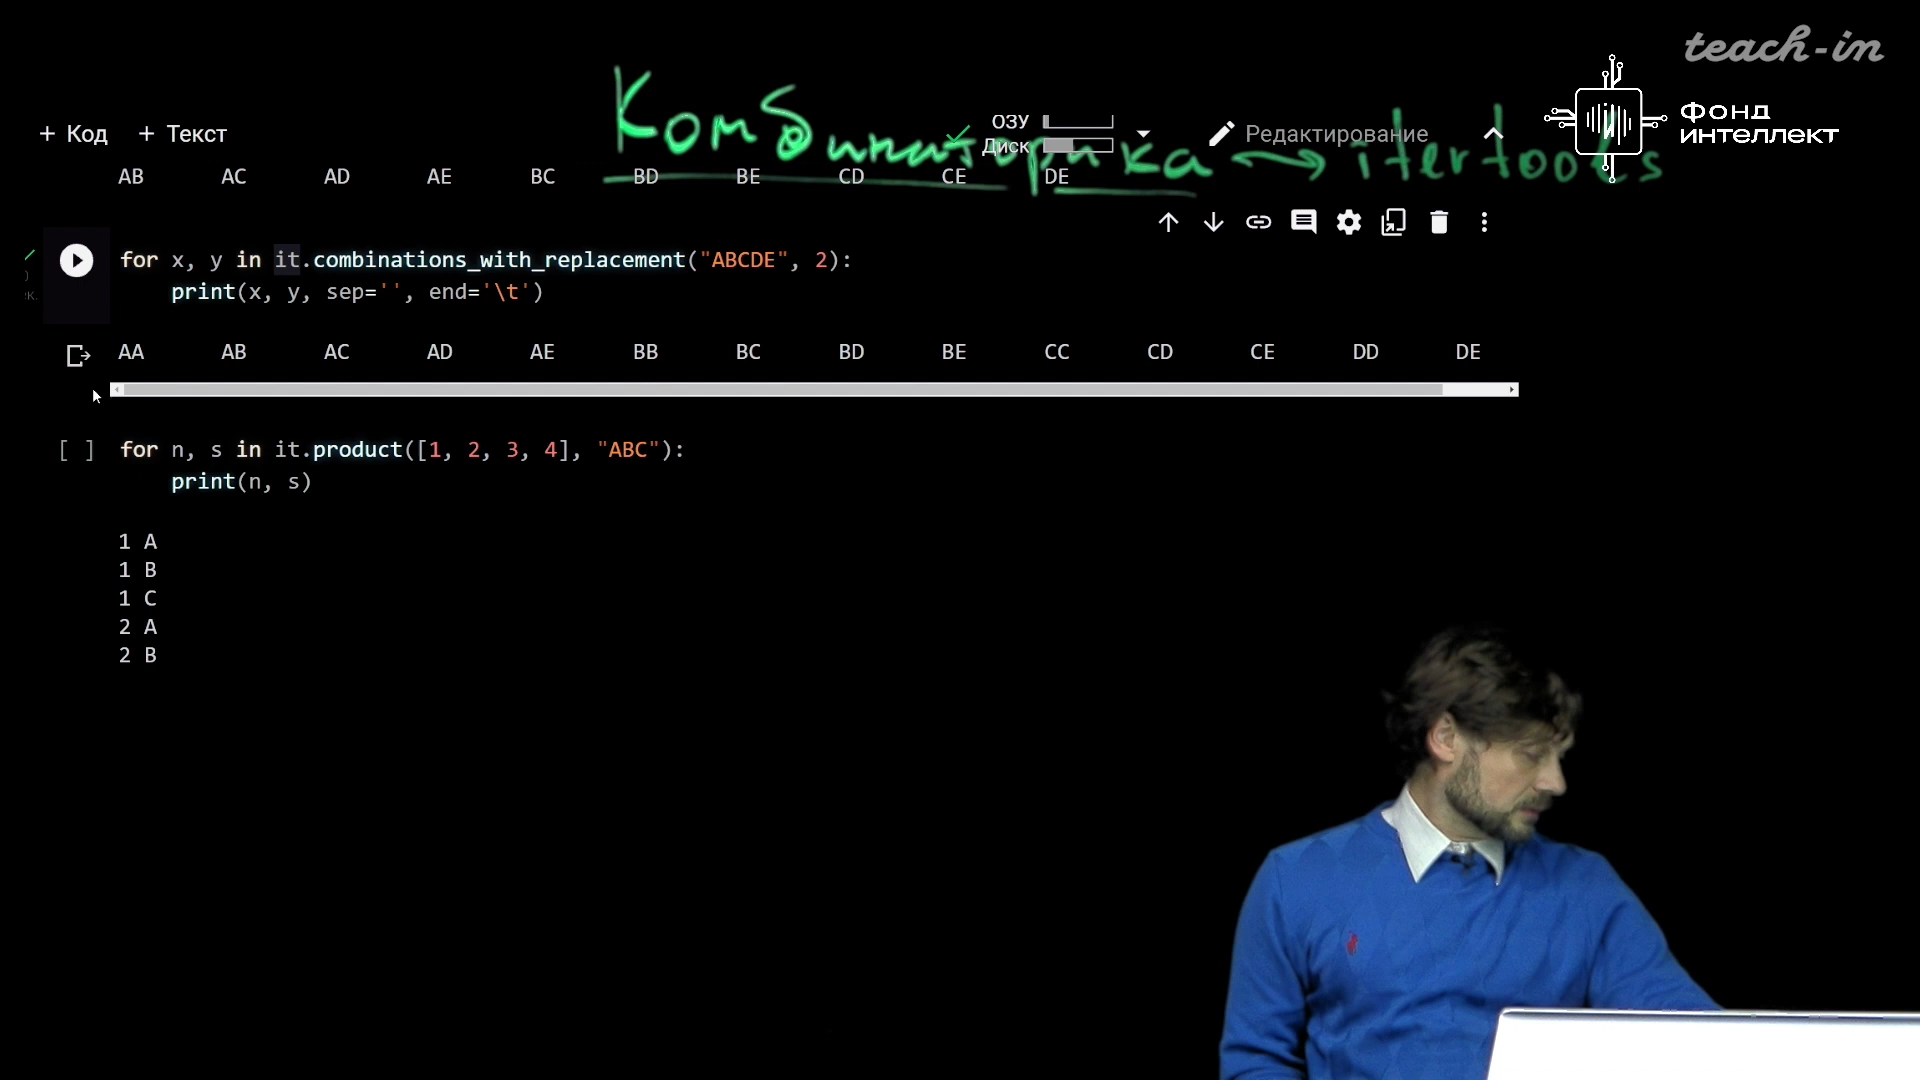 teach-in
Комбинаторика → itertools
Фонд
интеллект
+ Код + Текст
ОЗУ
Диск
Редактирование
AB AC AD AE BC BD BE CD CE DE
for x, y in it.combinations_with_replacement("ABCDE", 2):
print(x, y, sep='', end='\t')
AA AB AC AD AE BB BC BD BE CC CD CE DD DE
[ ] for n, s in it.product([1, 2, 3, 4], "ABC"):
print(n, s)
1 A
1 B
1 C
2 A
2 B